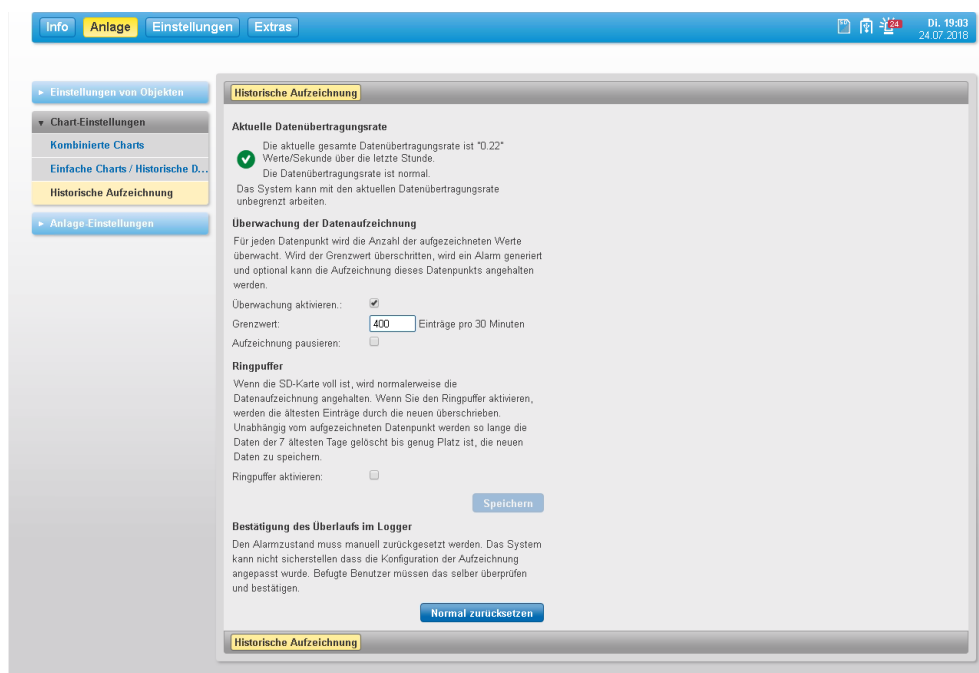 Info Anlage Einstellungen Extras
SD 24 Di. 19:03
24.07.2018
Einstellungen von Objekten
Chart-Einstellungen
Kombinierte Charts
Einfache Charts / Historische D...
Historische Aufzeichnung
Anlage-Einstellungen
Historische Aufzeichnung
Aktuelle Datenübertragungsrate
Die aktuelle gesamte Datenübertragungsrate ist "0.22"
Werte/Sekunde über die letzte Stunde.
Die Datenübertragungsrate ist normal.
Das System kann mit den aktuellen Datenübertragungsrate
unbegrenzt arbeiten.
Überwachung der Datenaufzeichnung
Für jeden Datenpunkt wird die Anzahl der aufgezeichneten Werte
überwacht. Wird der Grenzwert überschritten, wird ein Alarm generiert
und optional kann die Aufzeichnung dieses Datenpunkts angehalten
werden.
Überwachung aktivieren.:
Grenzwert: 400 Einträge pro 30 Minuten
Aufzeichnung pausieren:
Ringpuffer
Wenn die SD-Karte voll ist, wird normalerweise die
Datenaufzeichnung angehalten. Wenn Sie den Ringpuffer aktivieren,
werden die ältesten Einträge durch die neuen überschrieben.
Unabhängig vom aufgezeichneten Datenpunkt werden so lange die
Daten der 7 ältesten Tage gelöscht bis genug Platz ist, die neuen
Daten zu speichern.
Ringpuffer aktivieren:
Speichern
Bestätigung des Überlaufs im Logger
Den Alarmzustand muss manuell zurückgesetzt werden. Das System
kann nicht sicherstellen dass die Konfiguration der Aufzeichnung
angepasst wurde. Befugte Benutzer müssen das selber überprüfen
und bestätigen.
Normal zurücksetzen
Historische Aufzeichnung